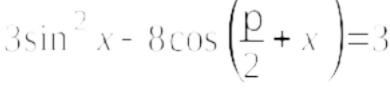 3sin² x - 8cos (p/2 + x) = 3